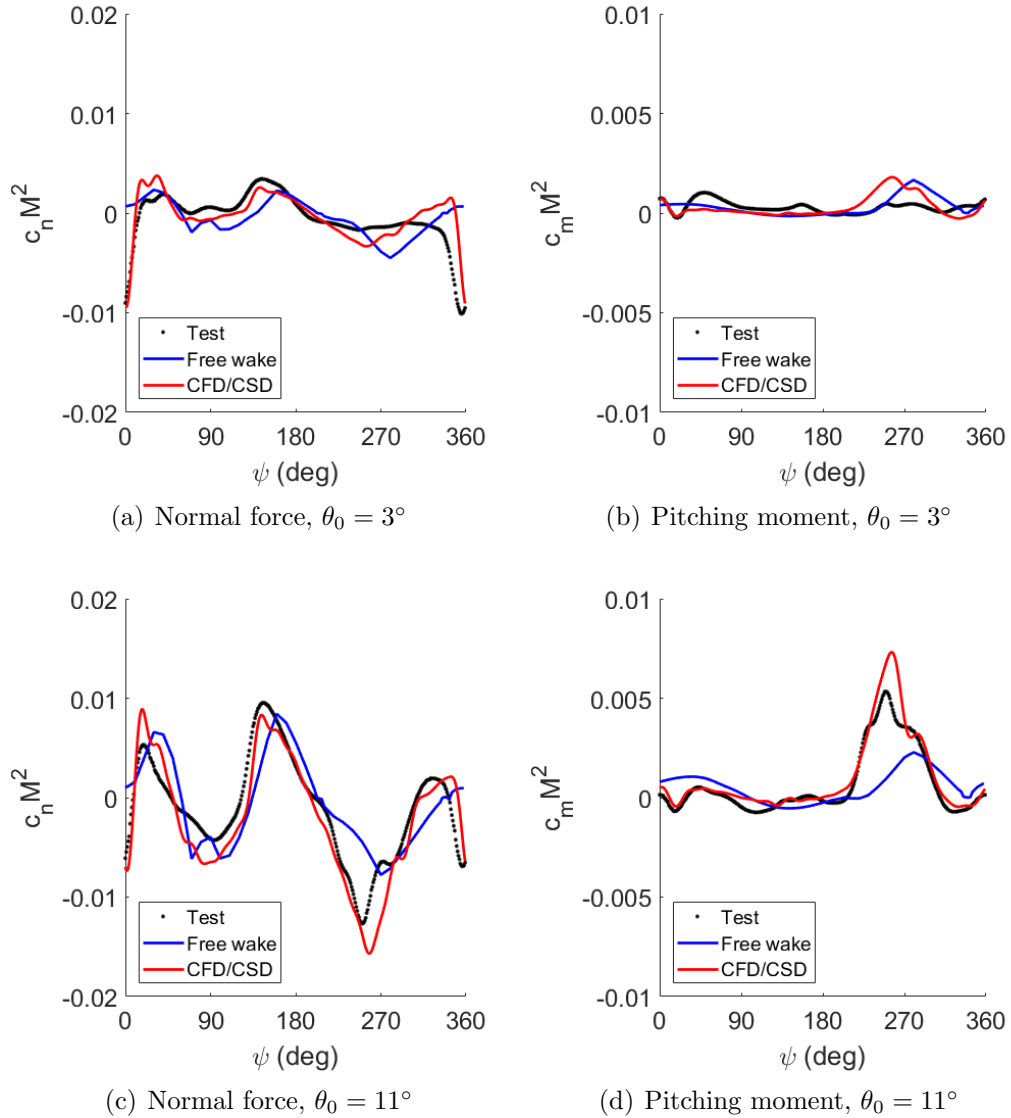 0.02
0.01
0
-0.01
-0.02
c_n M^2
Test
Free wake
CFD/CSD
0 90 180 270 360
ψ (deg)
(a) Normal force, θ_0 = 3°
0.01
0.005
0
-0.005
-0.01
c_m M^2
Test
Free wake
CFD/CSD
0 90 180 270 360
ψ (deg)
(b) Pitching moment, θ_0 = 3°
0.02
0.01
0
-0.01
-0.02
c_n M^2
Test
Free wake
CFD/CSD
0 90 180 270 360
ψ (deg)
(c) Normal force, θ_0 = 11°
0.01
0.005
0
-0.005
-0.01
c_m M^2
Test
Free wake
CFD/CSD
0 90 180 270 360
ψ (deg)
(d) Pitching moment, θ_0 = 11°